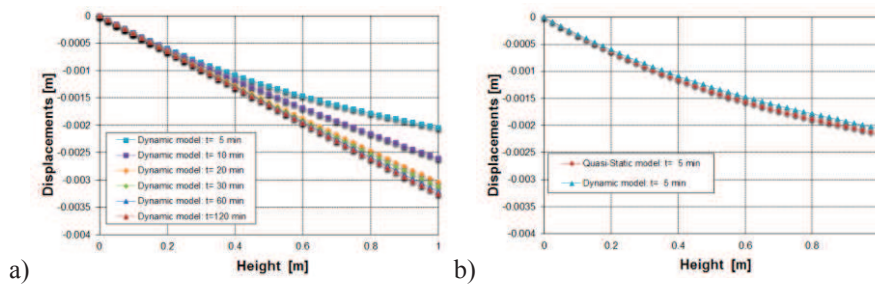 0
-0.0005
-0.001
-0.0015
-0.002
-0.0025
-0.003
-0.0035
-0.004
Displacements [m]
Dynamic model: t= 5 min
Dynamic model: t= 10 min
Dynamic model: t= 20 min
Dynamic model: t= 30 min
Dynamic model: t= 60 min
Dynamic model: t=120 min
0 0.2 0.4 0.6 0.8 1
Height [m]
a)
0
-0.0005
-0.001
-0.0015
-0.002
-0.0025
-0.003
-0.0035
-0.004
Displacements [m]
Quasi-Static model: t= 5 min
Dynamic model: t= 5 min
0 0.2 0.4 0.6 0.8
Height [m]
b)